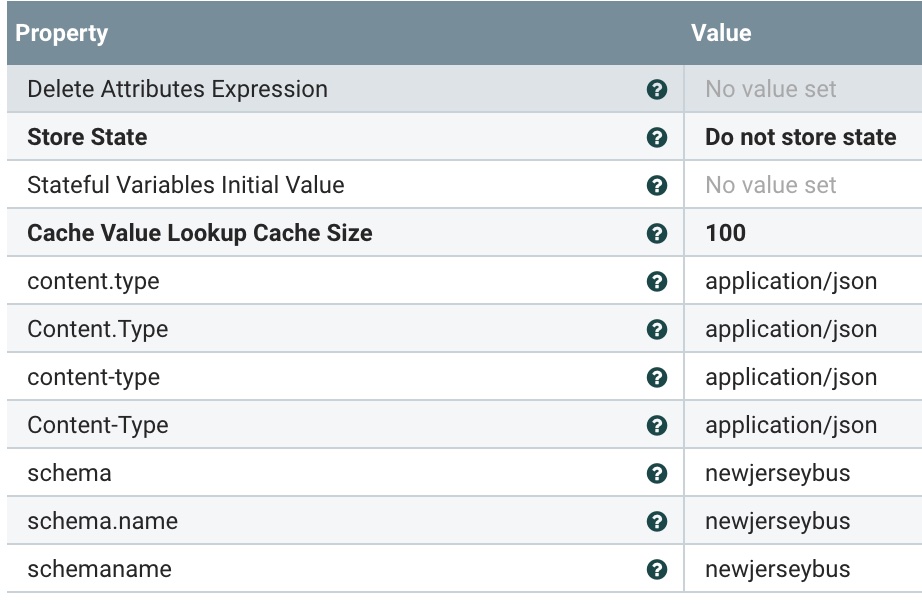 Property Value
Delete Attributes Expression ? No value set
Store State ? Do not store state
Stateful Variables Initial Value ? No value set
Cache Value Lookup Cache Size ? 100
content.type ? application/json
Content.Type ? application/json
content-type ? application/json
Content-Type ? application/json
schema ? newjerseybus
schema.name ? newjerseybus
schemaname ? newjerseybus